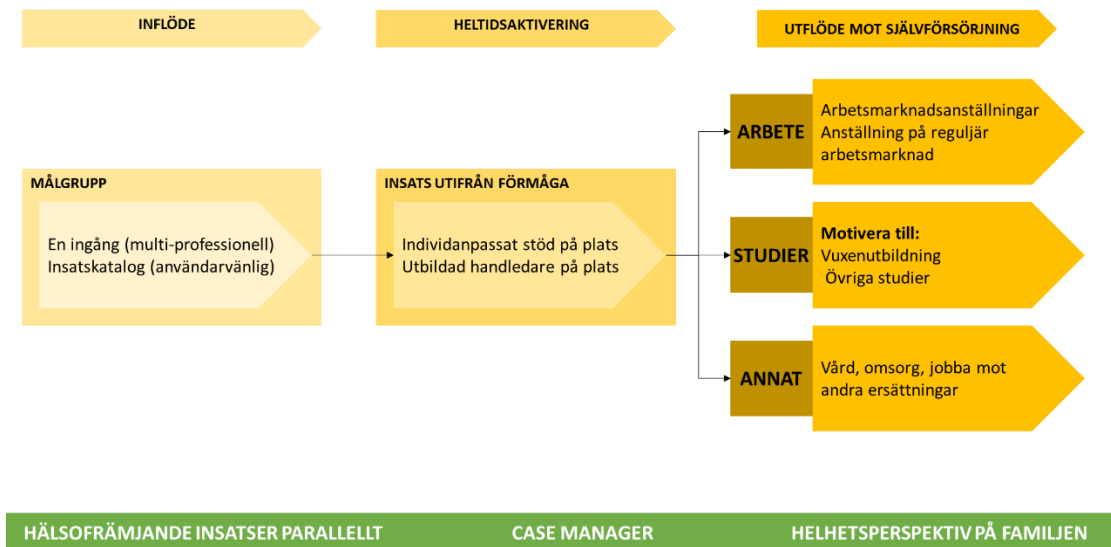 INFLÖDE
HELTIDSAKTIVERING
UTFLÖDE MOT SJÄLVFÖRSÖRJNING
MÅLGRUPP
En ingång (multi-professionell)
Insatskatalog (användarvänlig)
INSATS UTIFRÅN FÖRMÅGA
Individanpassat stöd på plats
Utbildad handledare på plats
ARBETE
Arbetsmarknadsanställningar
Anställning på reguljär
arbetsmarknad
STUDIER
Motivera till:
Vuxenutbildning
Övriga studier
ANNAT
Vård, omsorg, jobba mot
andra ersättningar
HÄLSOFRÄMJANDE INSATSER PARALLELLT
CASE MANAGER
HELHETSPERSPEKTIV PÅ FAMILJEN